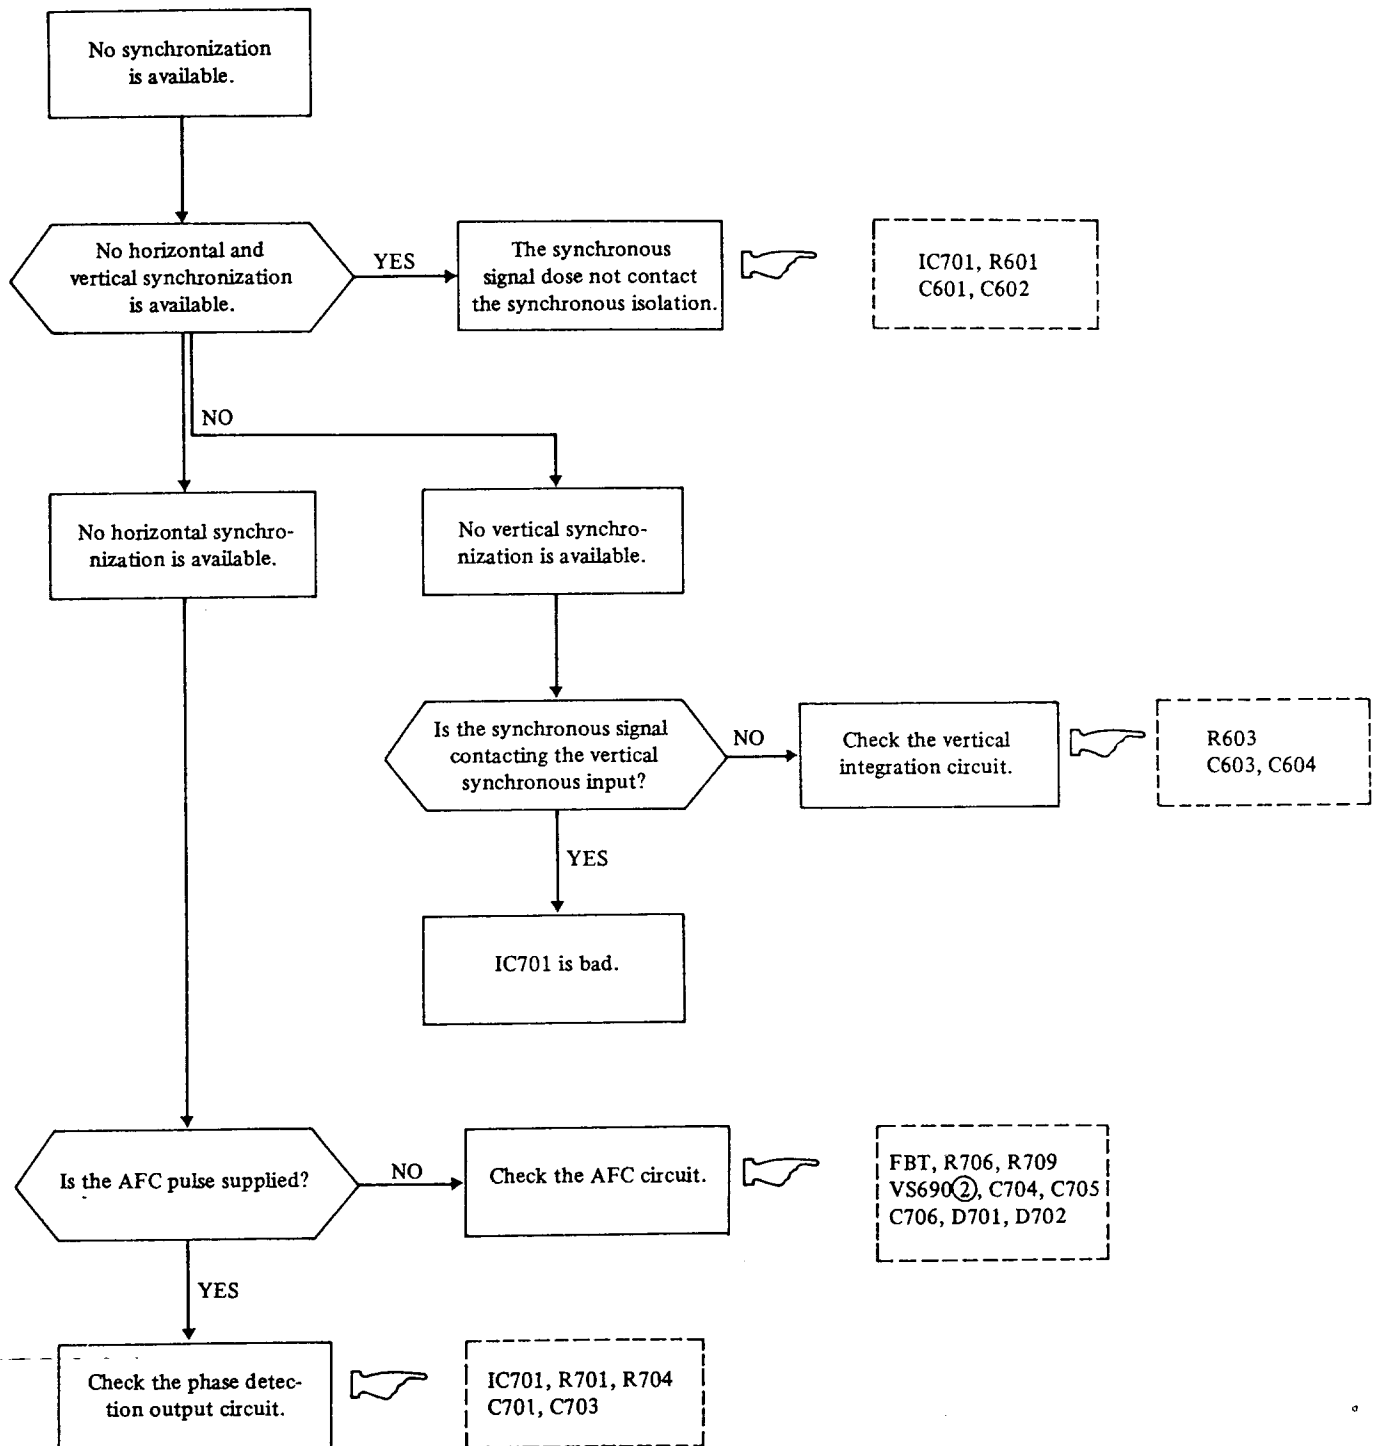 No synchronization
is available.
No horizontal and
vertical synchronization
is available.
YES
The synchronous
signal dose not contact
the synchronous isolation.
IC701, R601
C601, C602
NO
No horizontal synchro-
nization is available.
No vertical synchro-
nization is available.
Is the synchronous signal
contacting the vertical
synchronous input?
NO
Check the vertical
integration circuit.
R603
C603, C604
YES
IC701 is bad.
Is the AFC pulse supplied?
NO
Check the AFC circuit.
FBT, R706, R709
VS690②, C704, C705
C706, D701, D702
YES
Check the phase detec-
tion output circuit.
IC701, R701, R704
C701, C703